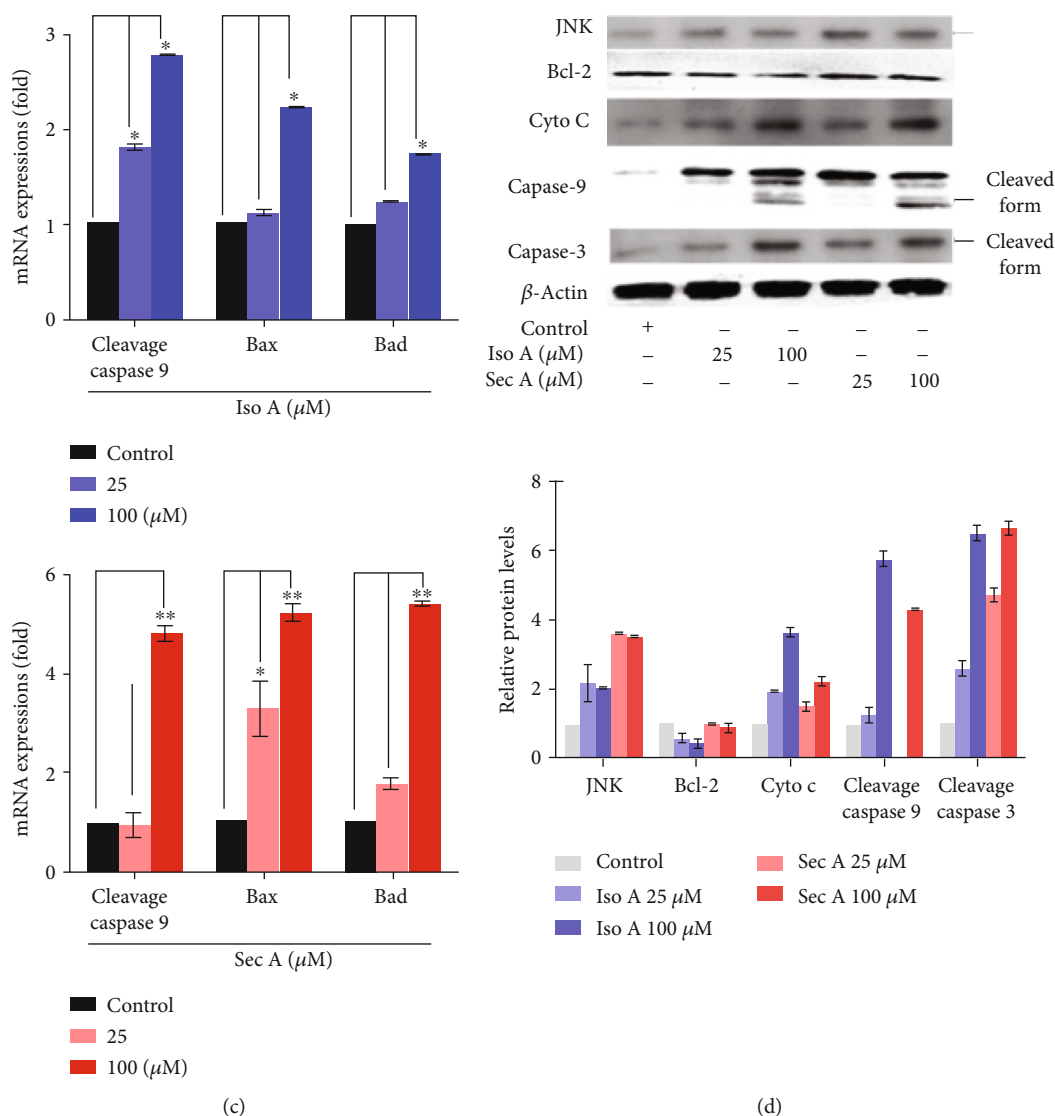 3
2
1
0
mRNA expressions (fold)
*
*
*
*
Cleavage
caspase 9
Bax
Bad
Iso A (μM)
Control
25
100 (μM)
6
4
2
0
mRNA expressions (fold)
**
*
**
**
Cleavage
caspase 9
Bax
Bad
Sec A (μM)
Control
25
100 (μM)
(c)
JNK
Bcl-2
Cyto C
Capase-9
Cleaved
form
Capase-3
Cleaved
form
β-Actin
Control + – – – –
Iso A (μM) – 25 100 – –
Sec A (μM) – – – 25 100
8
6
4
2
0
Relative protein levels
JNK
Bcl-2
Cyto c
Cleavage
caspase 9
Cleavage
caspase 3
Control
Iso A 25 μM
Iso A 100 μM
Sec A 25 μM
Sec A 100 μM
(d)